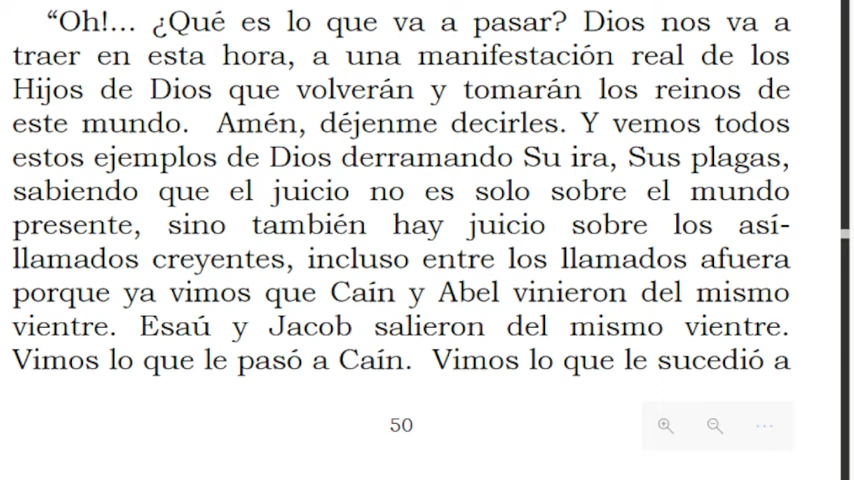 “Oh!... ¿Qué es lo que va a pasar? Dios nos va a
traer en esta hora, a una manifestación real de los
Hijos de Dios que volverán y tomarán los reinos de
este mundo.  Amén, déjenme decirles. Y vemos todos
estos ejemplos de Dios derramando Su ira, Sus plagas,
sabiendo que el juicio no es solo sobre el mundo
presente, sino también hay juicio sobre los así-
llamados creyentes, incluso entre los llamados afuera
porque ya vimos que Caín y Abel vinieron del mismo
vientre. Esaú y Jacob salieron del mismo vientre.
Vimos lo que le pasó a Caín.  Vimos lo que le sucedió a
50